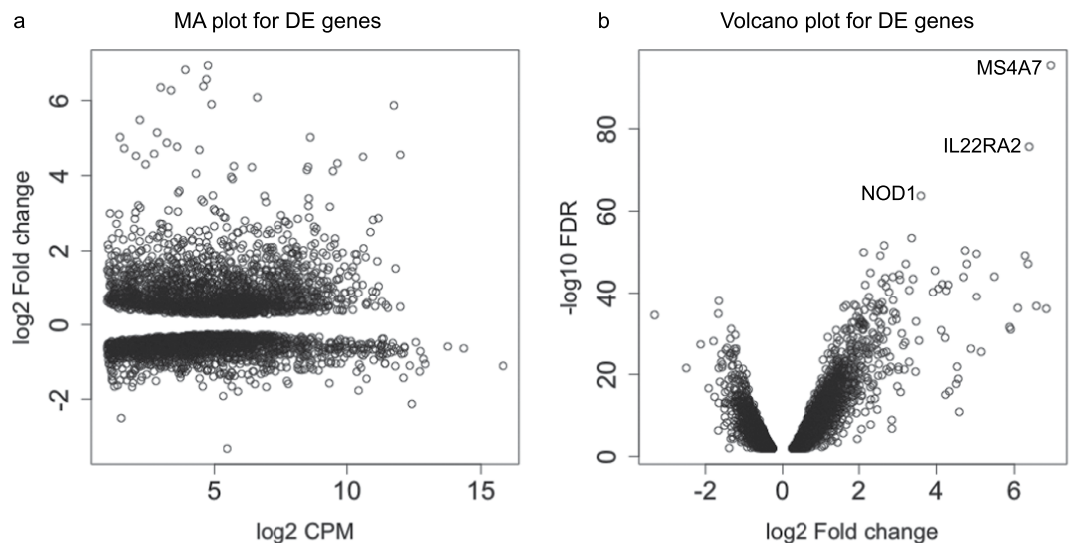 a
MA plot for DE genes
log2 Fold change
6
4
2
0
-2
5
10
15
log2 CPM
b
Volcano plot for DE genes
MS4A7
IL22RA2
NOD1
-log10 FDR
80
60
40
20
0
-2
0
2
4
6
log2 Fold change